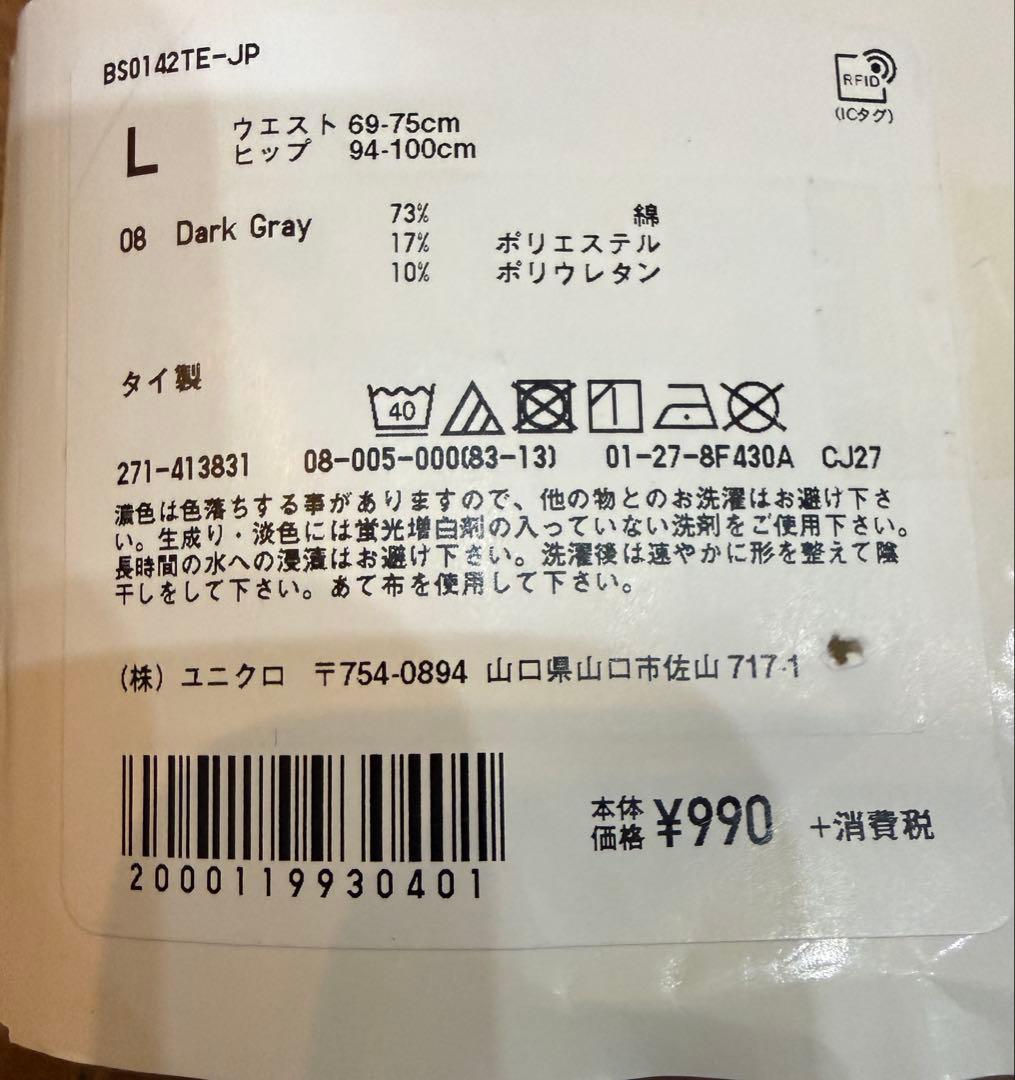 BS0142TE-JP
RFID
(ICタグ)
L
ウエスト 69-75cm
ヒップ 94-100cm
08 Dark Gray
73% 綿
17% ポリエステル
10% ポリウレタン
タイ製
40
271-413831 08-005-000(83-13) 01-27-8F430A CJ27
濃色は色落ちする事がありますので、他の物とのお洗濯はお避け下さ
い。生成り・淡色には蛍光増白剤の入っていない洗剤をご使用下さい。
長時間の水への浸漬はお避け下さい。洗濯後は速やかに形を整えて陰
干しをして下さい。あて布を使用して下さい。
(株) ユニクロ 〒754-0894 山口県山口市佐山 717-1
2000119930401
本体
価格 ¥990 +消費税